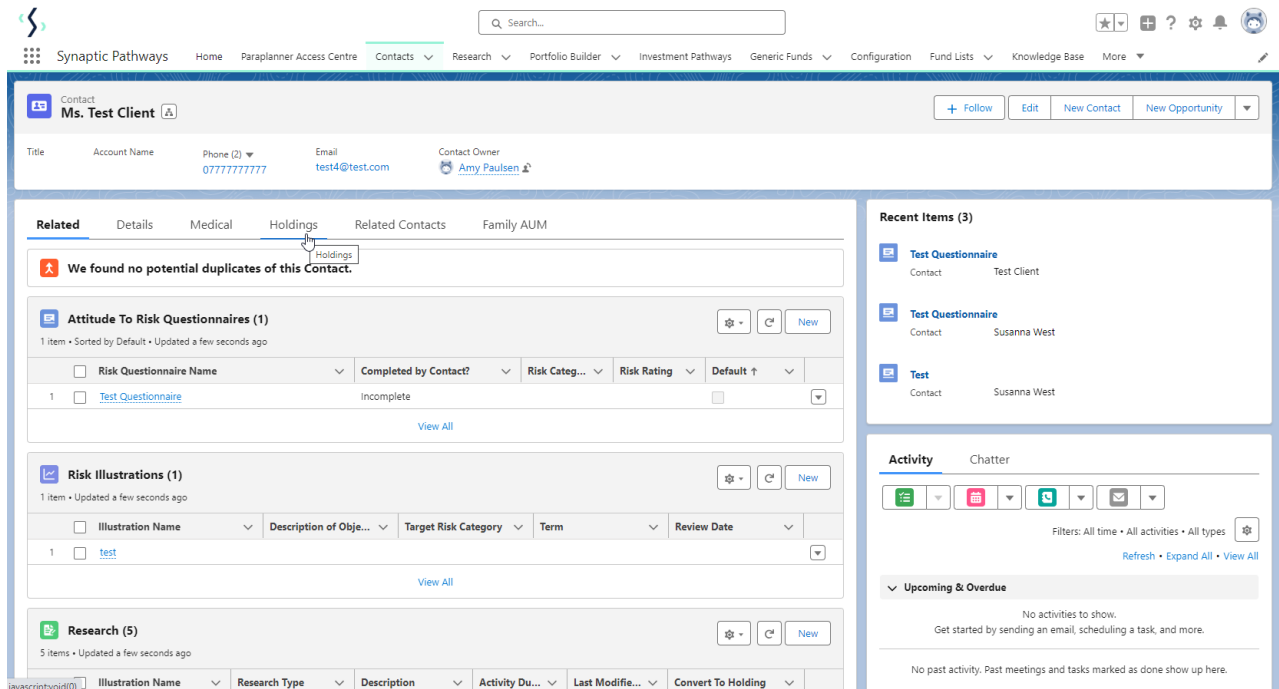 Search...
Synaptic Pathways Home Paraplanner Access Centre Contacts Research Portfolio Builder Investment Pathways Generic Funds Configuration Fund Lists Knowledge Base More
Contact
Ms. Test Client
Follow Edit New Contact New Opportunity
Title Account Name Phone (2) Email Contact Owner
07777777777 test4@test.com Amy Paulsen
Related Details Medical Holdings Related Contacts Family AUM
Holdings
We found no potential duplicates of this Contact.
Attitude To Risk Questionnaires (1)
New
1 item • Sorted by Default • Updated a few seconds ago
Risk Questionnaire Name Completed by Contact? Risk Categ... Risk Rating Default ↑
1 Test Questionnaire Incomplete
View All
Risk Illustrations (1)
New
1 item • Updated a few seconds ago
Illustration Name Description of Obje... Target Risk Category Term Review Date
1 test
View All
Research (5)
New
5 items • Updated a few seconds ago
Illustration Name Research Type Description Activity Du... Last Modifie... Convert To Holding
javascript:void(0)
Recent Items (3)
Test Questionnaire
Contact Test Client
Test Questionnaire
Contact Susanna West
Test
Contact Susanna West
Activity Chatter
Filters: All time • All activities • All types
Refresh • Expand All • View All
Upcoming & Overdue
No activities to show.
Get started by sending an email, scheduling a task, and more.
No past activity. Past meetings and tasks marked as done show up here.